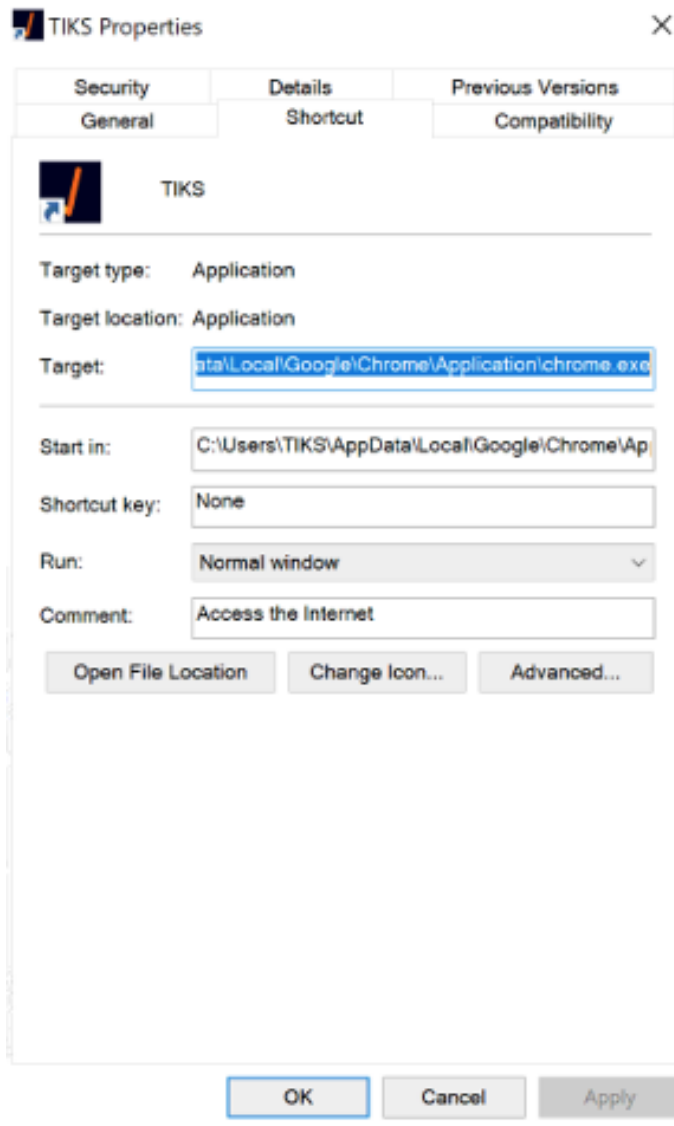 TIKS Properties
Security Details Previous Versions
General Shortcut Compatibility
TIKS
Target type: Application
Target location: Application
Target: ata\Local\Google\Chrome\Application\chrome.exe
Start in: C:\Users\TIKS\AppData\Local\Google\Chrome\Ap
Shortcut key: None
Run: Normal window
Comment: Access the Internet
Open File Location Change Icon... Advanced...
OK Cancel Apply